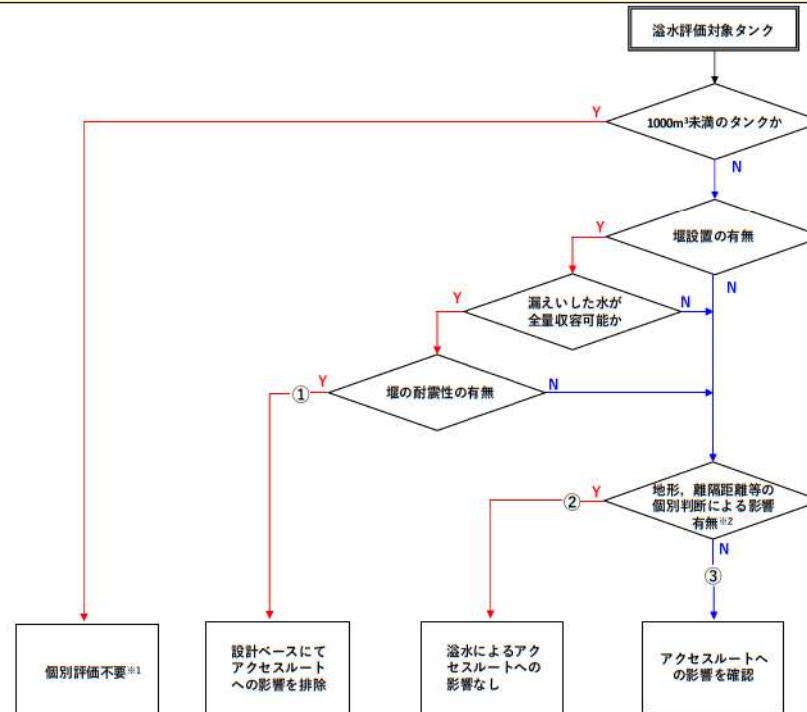 溢水評価対象タンク
Y
1000m³未満のタンクか
N
Y
堰設置の有無
N
Y
漏えいした水が
全量収容可能か
N
① Y
堰の耐震性の有無
N
② Y
地形，離隔距離等の
個別判断による影響
有無※2
N
③
個別評価不要※1
設計ベースにて
アクセスルート
への影響を排除
溢水によるアク
セスルートへの
影響なし
アクセスルートへ
の影響を確認